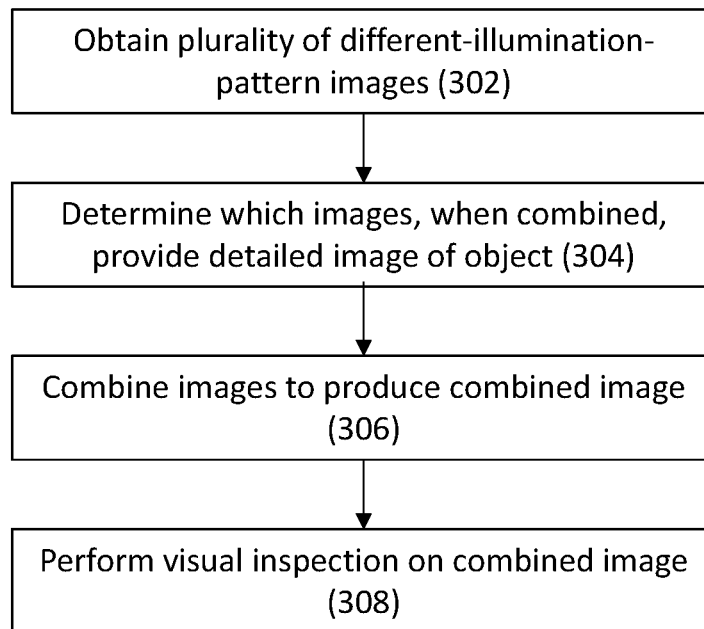 Obtain plurality of different-illumination-
pattern images (302)
Determine which images, when combined,
provide detailed image of object (304)
Combine images to produce combined image
(306)
Perform visual inspection on combined image
(308)